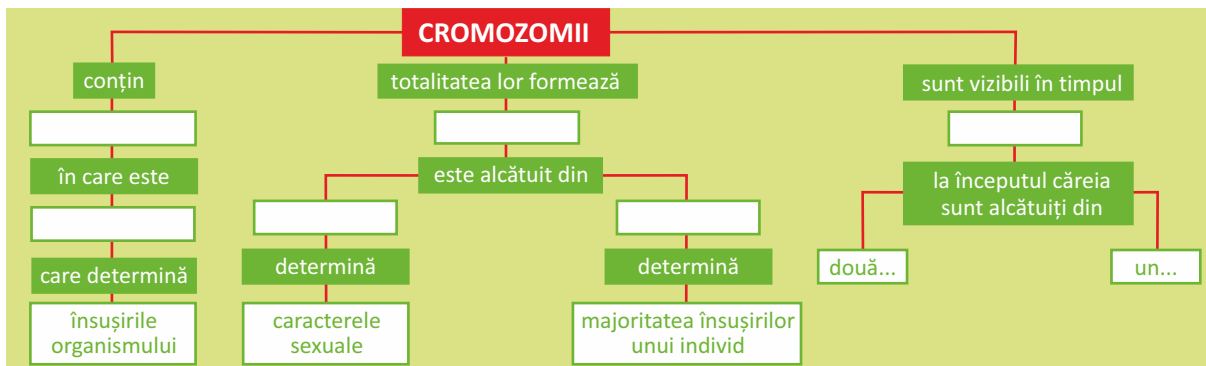 CROMOZOMII
conțin
totalitatea lor formează
sunt vizibili în timpul
în care este
este alcătuit din
la începutul căreia
sunt alcătuiți din
care determină
determină
determină
două...
un...
însușirile
organismului
caracterele
sexuale
majoritatea însușirilor
unui individ